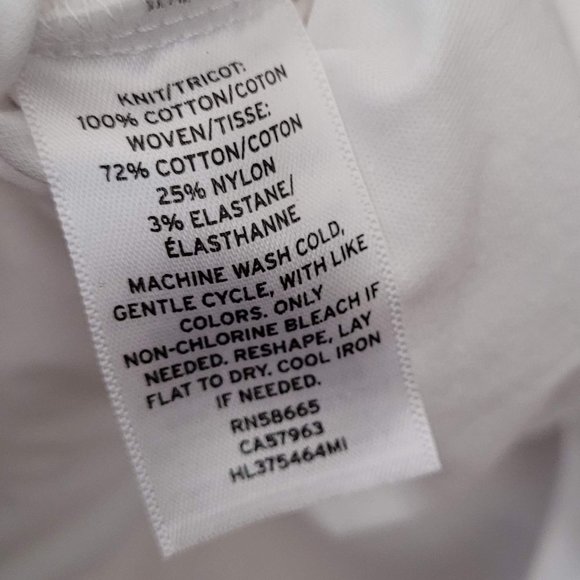 KNIT/TRICOT:
100% COTTON/COTON
WOVEN/TISSE:
72% COTTON/COTON
25% NYLON
3% ELASTANE/
ÉLASTHANNE
MACHINE WASH COLD,
GENTLE CYCLE, WITH LIKE
COLORS. ONLY
NON-CHLORINE BLEACH IF
NEEDED. RESHAPE, LAY
FLAT TO DRY. COOL IRON
IF NEEDED.
RN58665
CA57963
HL375464MI